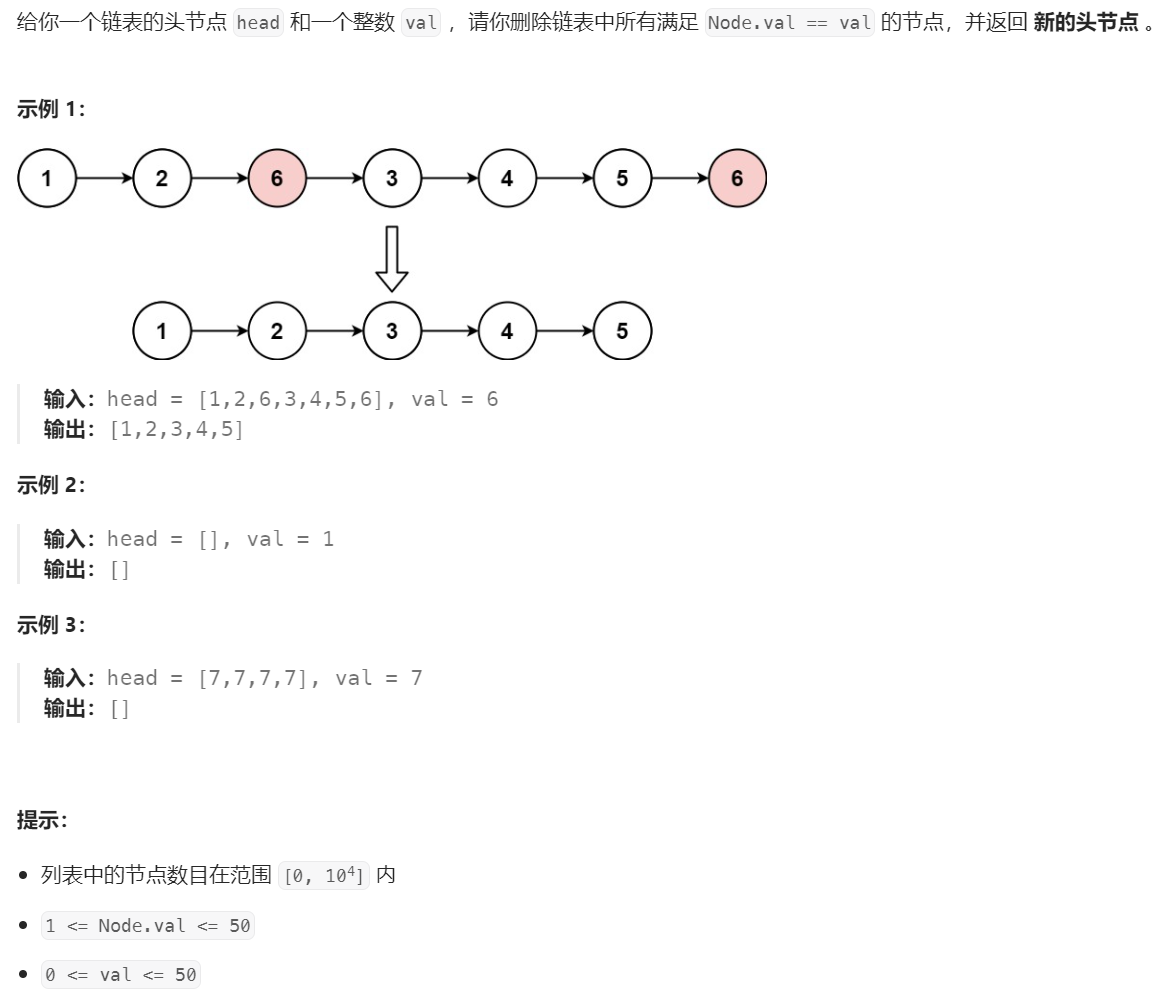 给你一个链表的头节点 head 和一个整数 val ，请你删除链表中所有满足 Node.val == val 的节点，并返回 新的头节点 。
示例 1：
1 2 6 3 4 5 6
1 2 3 4 5
输入：head = [1,2,6,3,4,5,6], val = 6
输出：[1,2,3,4,5]
示例 2：
输入：head = [], val = 1
输出：[]
示例 3：
输入：head = [7,7,7,7], val = 7
输出：[]
提示：
列表中的节点数目在范围 [0, 10⁴] 内
1 <= Node.val <= 50
0 <= val <= 50